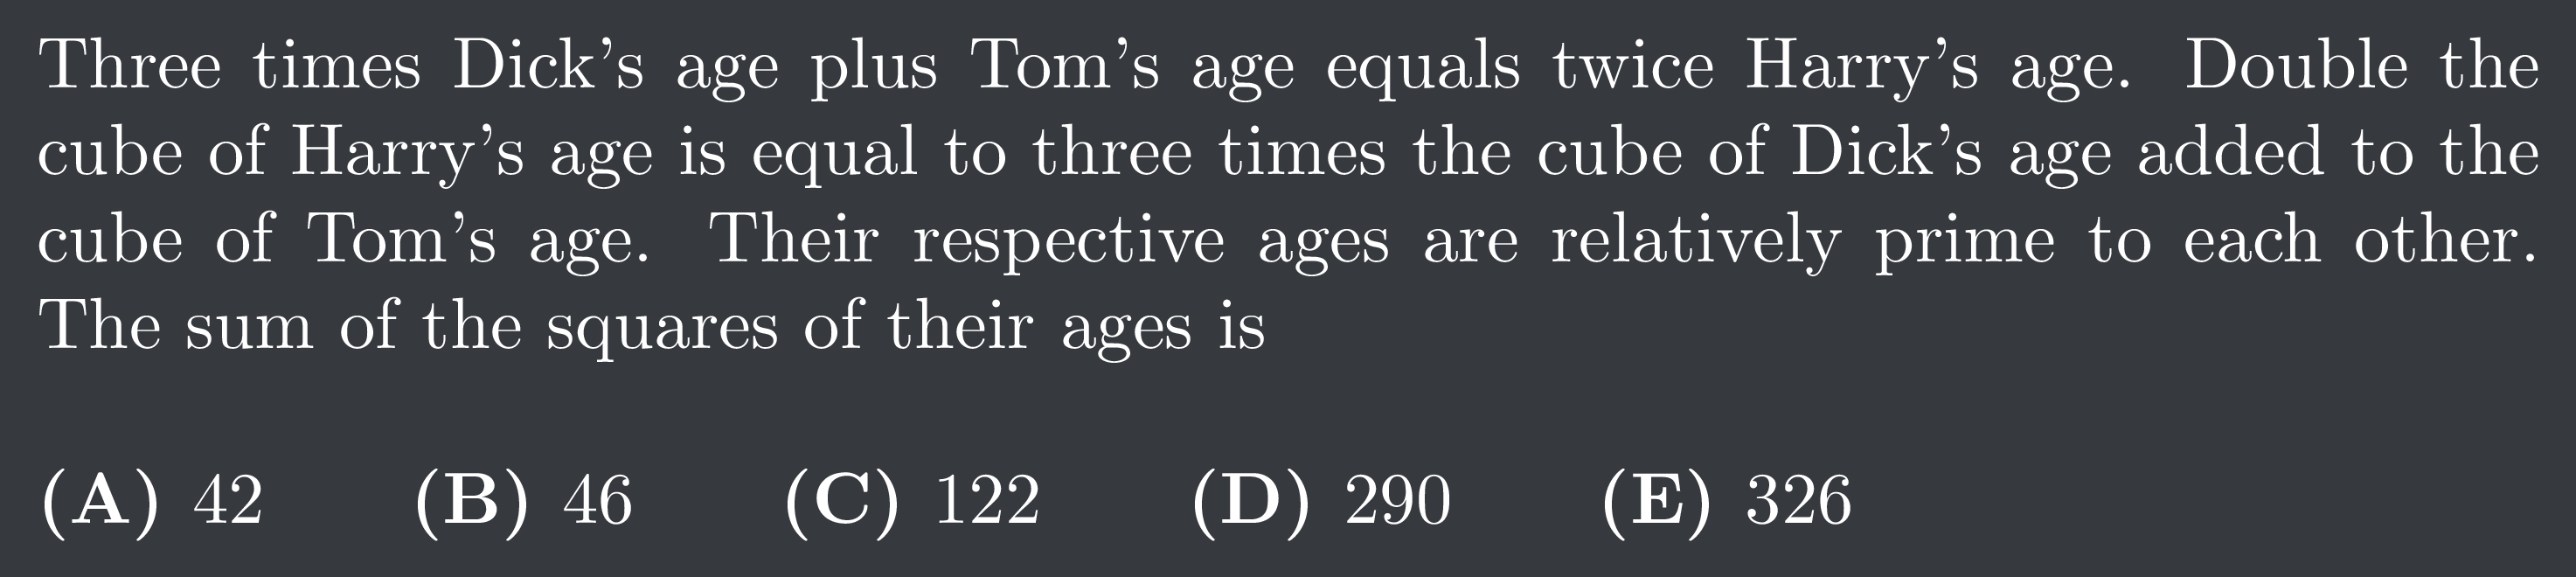 Three times Dick’s age plus Tom’s age equals twice Harry’s age. Double the
cube of Harry’s age is equal to three times the cube of Dick’s age added to the
cube of Tom’s age. Their respective ages are relatively prime to each other.
The sum of the squares of their ages is
(A) 42 (B) 46 (C) 122 (D) 290 (E) 326